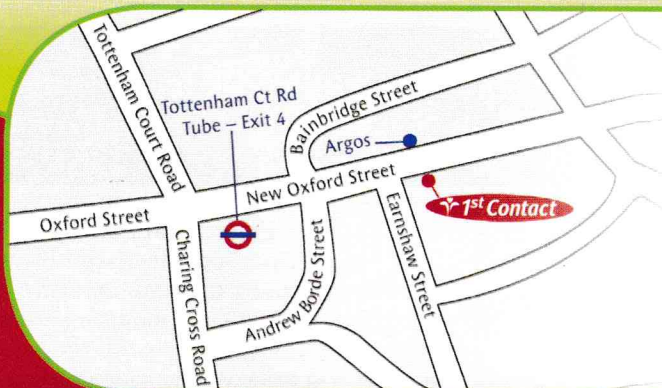 Tottenham Court Road
Tottenham Ct Rd
Tube – Exit 4
Bainbridge Street
Argos
New Oxford Street
1st Contact
Oxford Street
Earnshaw Street
Charing Cross Road
Andrew Borde Street